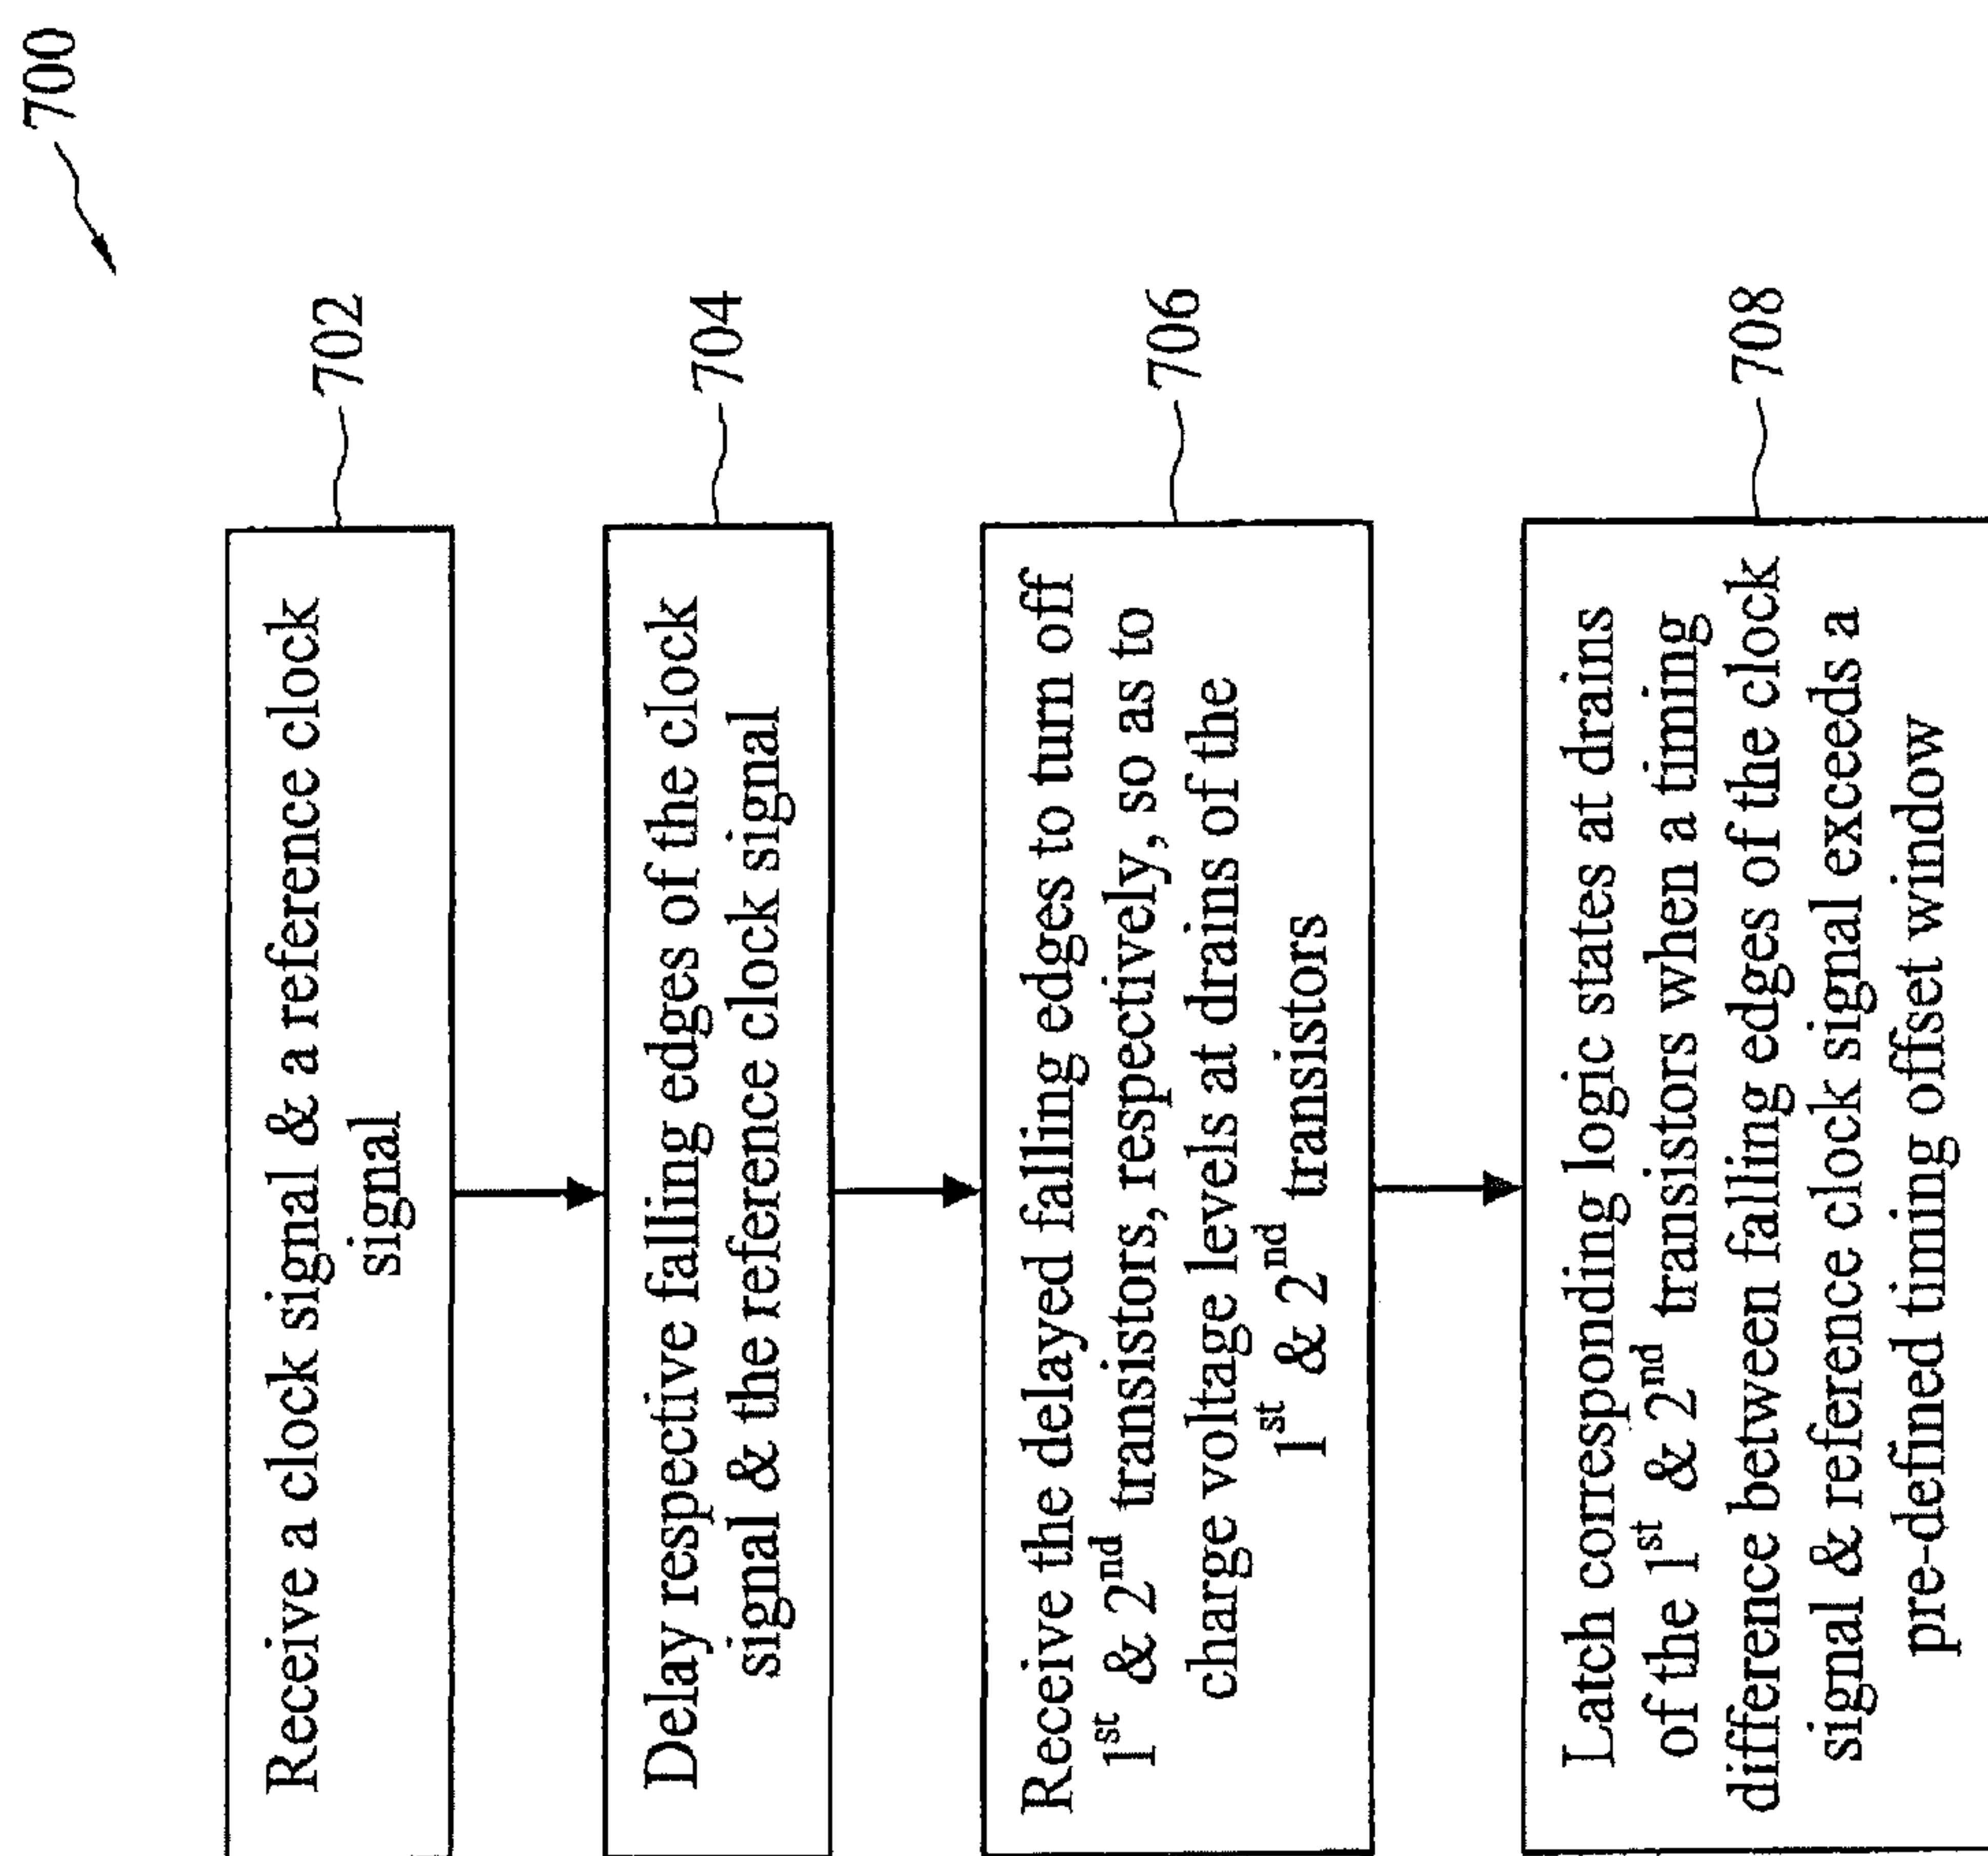 700
Receive a clock signal & a reference clock
signal
702
Delay respective falling edges of the clock
signal & the reference clock signal
704
Receive the delayed falling edges to turn off
1st & 2nd transistors, respectively, so as to
charge voltage levels at drains of the
1st & 2nd transistors
706
Latch corresponding logic states at drains
of the 1st & 2nd transistors when a timing
difference between falling edges of the clock
signal & reference clock signal exceeds a
pre-defined timing offset window
708